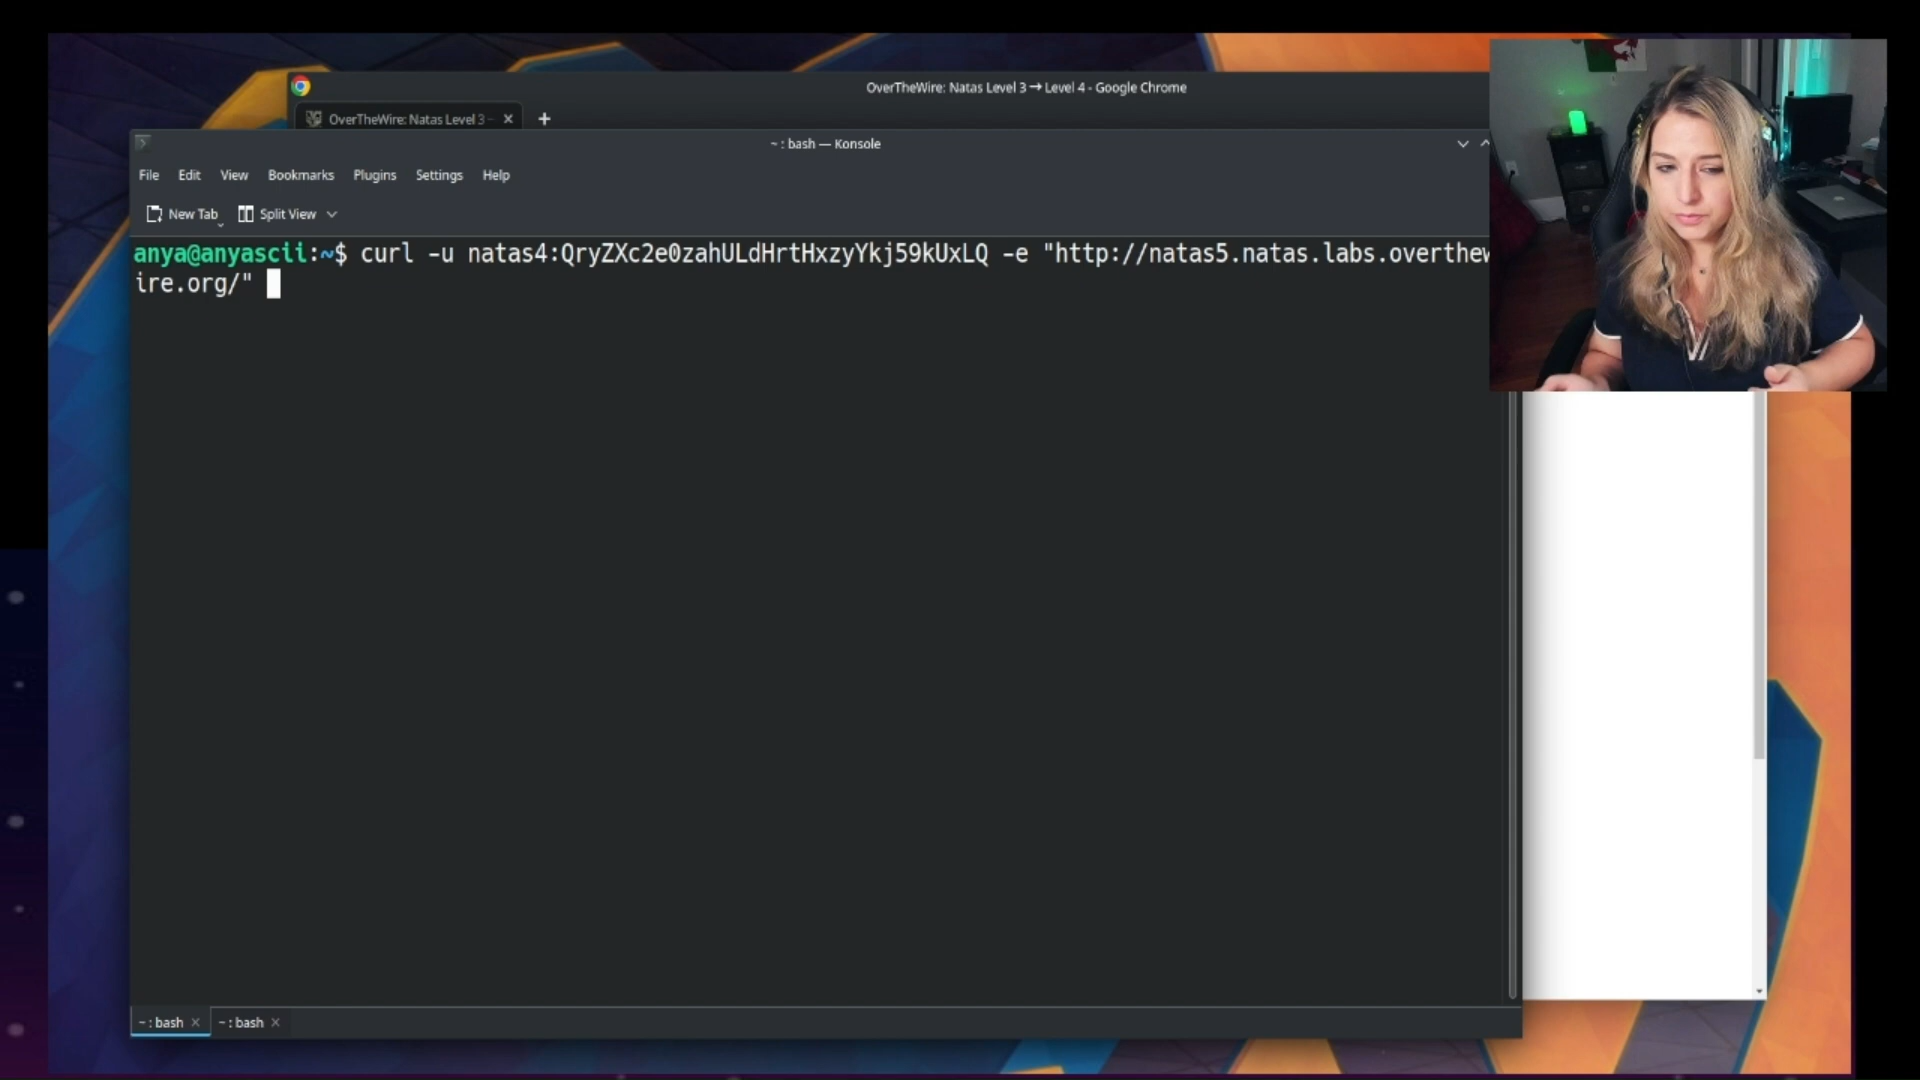 OverTheWire: Natas Level 3 → Level 4 - Google Chrome
OverTheWire: Natas Level 3 -
~ : bash — Konsole
File Edit View Bookmarks Plugins Settings Help
New Tab Split View
anya@anyascii:~$ curl -u natas4:QryZXc2e0zahULdHrtHxzyYkj59kUxLQ -e "http://natas5.natas.labs.overthew
ire.org/"
~ : bash ~ : bash